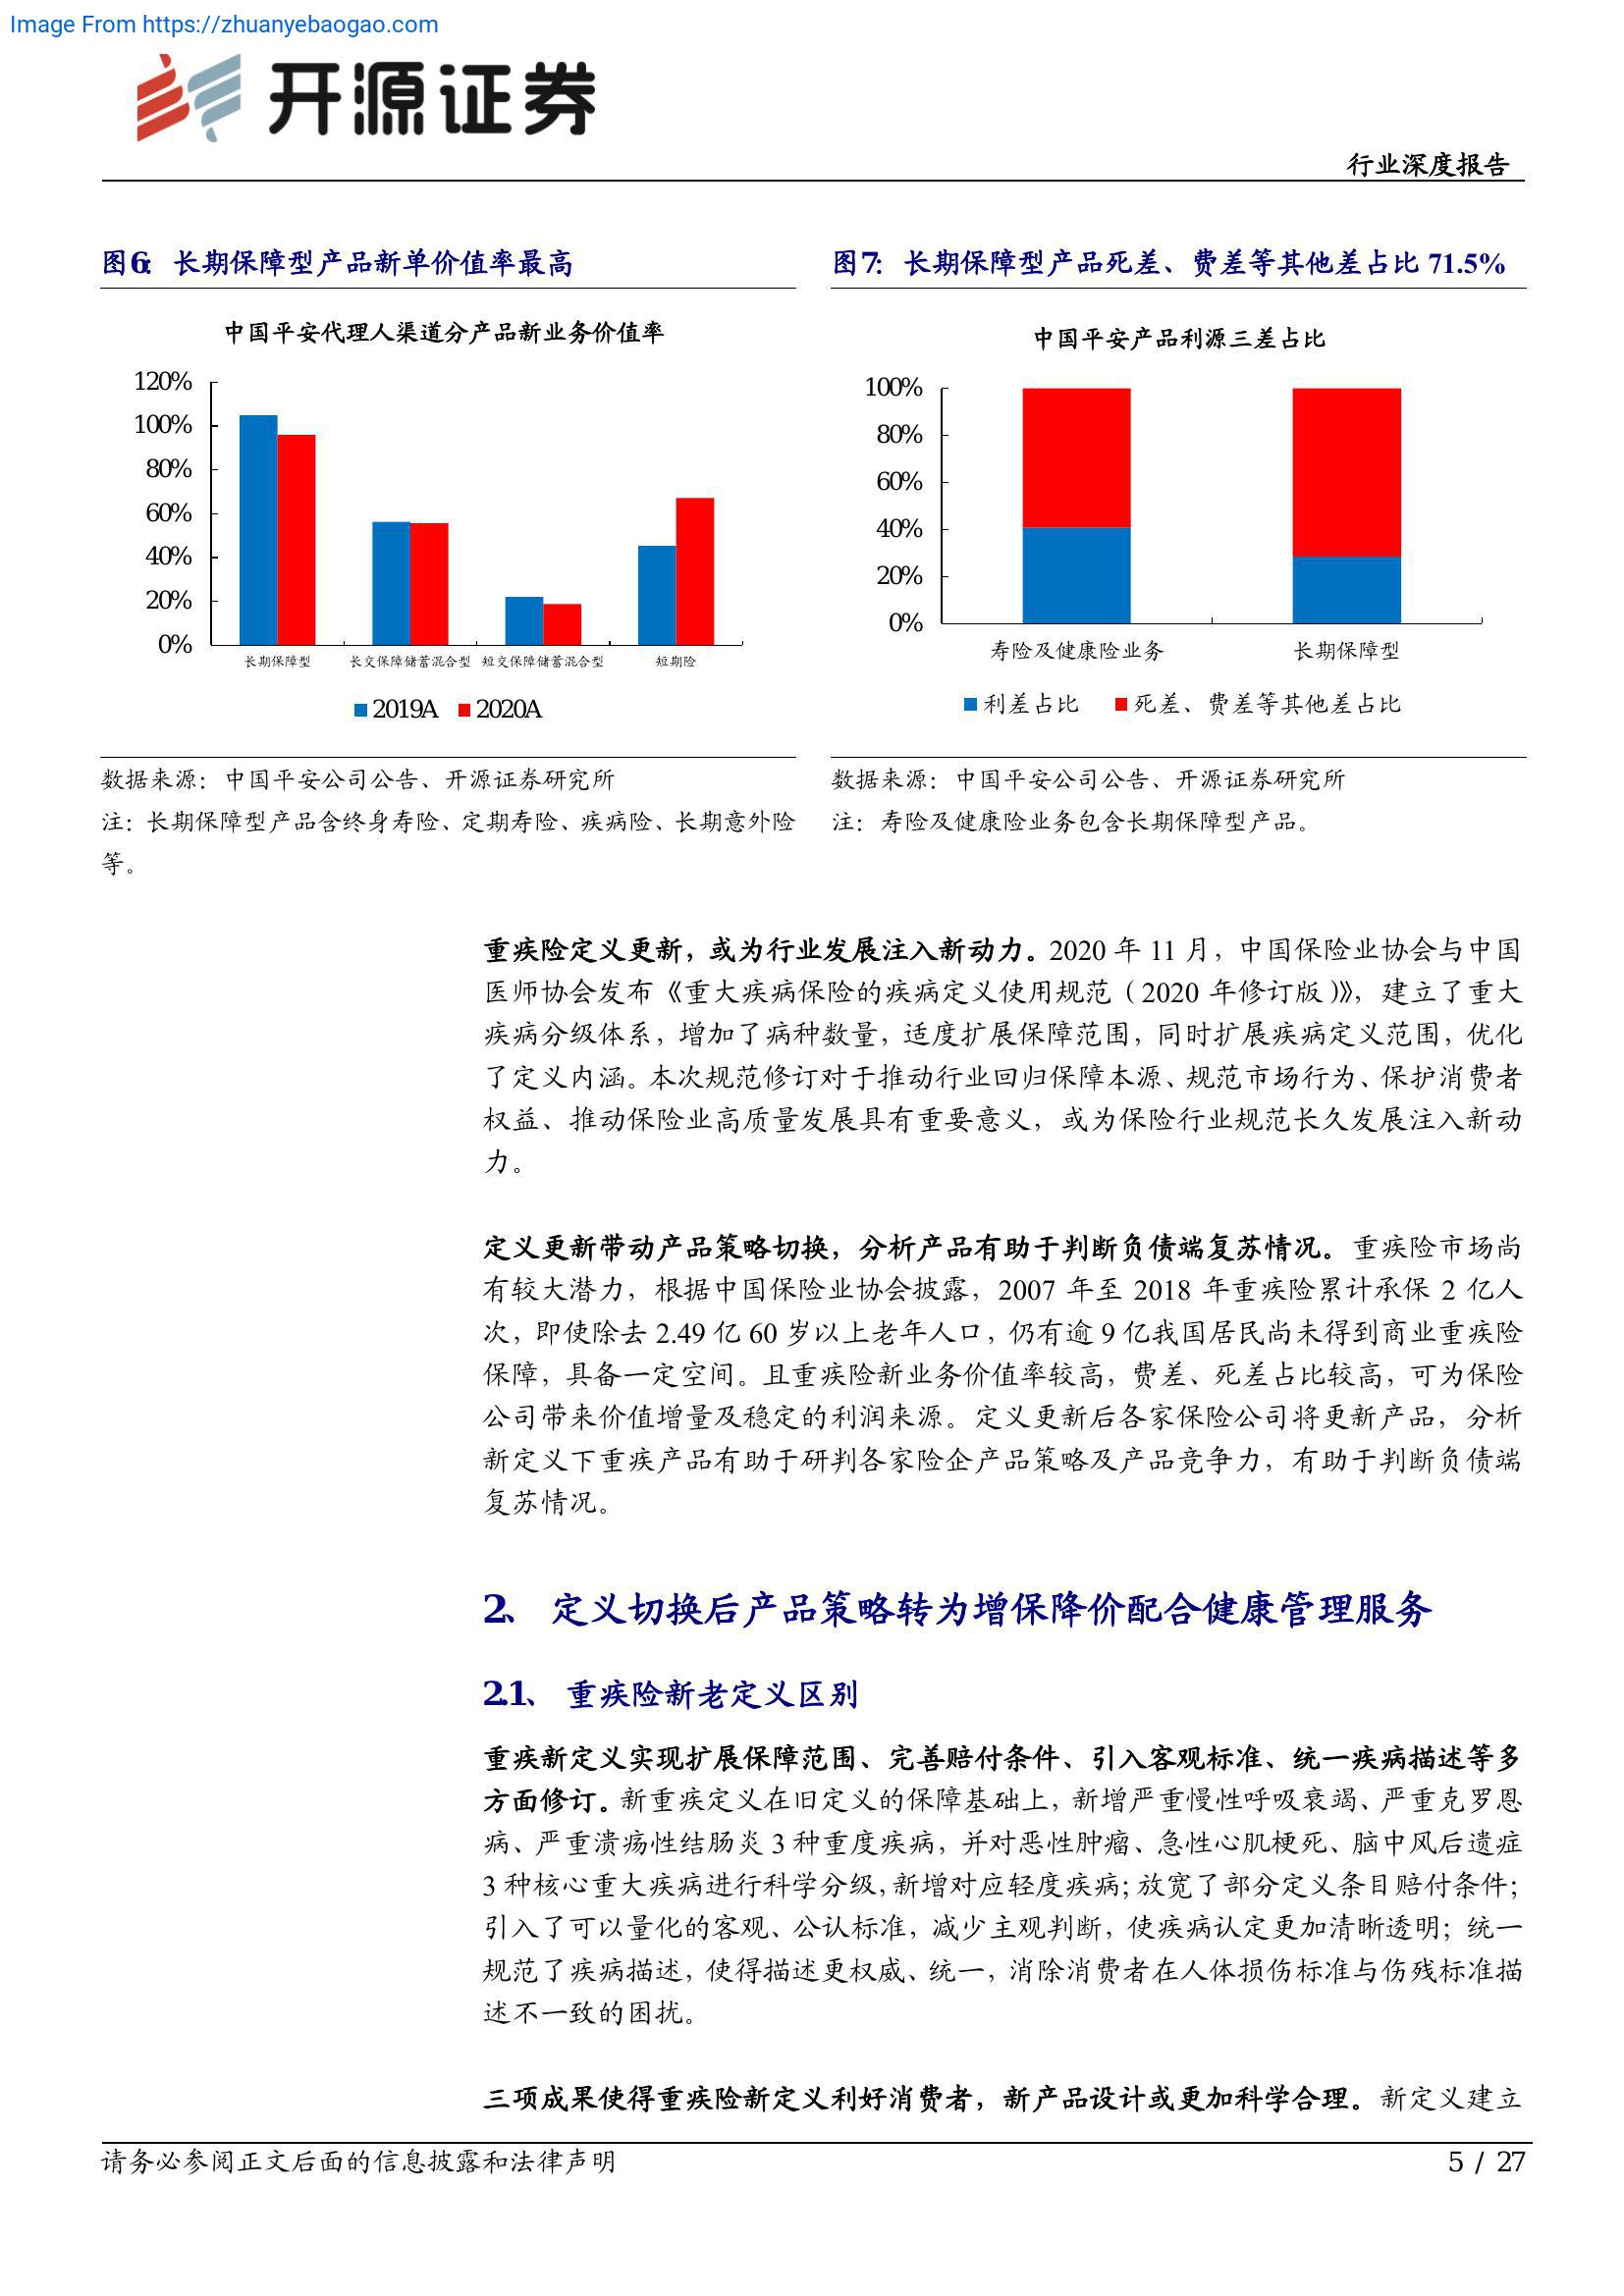 Image From https://zhuanyebaogao.com
开源证券
行业深度报告
图6： 长期保障型产品新单价值率最高
中国平安代理人渠道分产品新业务价值率
120%
100%
80%
60%
40%
20%
0%
长期保障型 长交保障储蓄混合型 短交保障储蓄混合型 短期险
2019A 2020A
数据来源：中国平安公司公告、开源证券研究所
注：长期保障型产品含终身寿险、定期寿险、疾病险、长期意外险
等。
图7： 长期保障型产品死差、费差等其他差占比 71.5%
中国平安产品利源三差占比
100%
80%
60%
40%
20%
0%
寿险及健康险业务 长期保障型
利差占比 死差、费差等其他差占比
数据来源：中国平安公司公告、开源证券研究所
注：寿险及健康险业务包含长期保障型产品。
重疾险定义更新，或为行业发展注入新动力。2020 年 11 月，中国保险业协会与中国
医师协会发布《重大疾病保险的疾病定义使用规范（2020 年修订版）》，建立了重大
疾病分级体系，增加了病种数量，适度扩展保障范围，同时扩展疾病定义范围，优化
了定义内涵。本次规范修订对于推动行业回归保障本源、规范市场行为、保护消费者
权益、推动保险业高质量发展具有重要意义，或为保险行业规范长久发展注入新动
力。
定义更新带动产品策略切换，分析产品有助于判断负债端复苏情况。重疾险市场尚
有较大潜力，根据中国保险业协会披露，2007 年至 2018 年重疾险累计承保 2 亿人
次，即使除去 2.49 亿 60 岁以上老年人口，仍有逾 9 亿我国居民尚未得到商业重疾险
保障，具备一定空间。且重疾险新业务价值率较高，费差、死差占比较高，可为保险
公司带来价值增量及稳定的利润来源。定义更新后各家保险公司将更新产品，分析
新定义下重疾产品有助于研判各家险企产品策略及产品竞争力，有助于判断负债端
复苏情况。
2、 定义切换后产品策略转为增保降价配合健康管理服务
2.1、 重疾险新老定义区别
重疾新定义实现扩展保障范围、完善赔付条件、引入客观标准、统一疾病描述等多
方面修订。新重疾定义在旧定义的保障基础上，新增严重慢性呼吸衰竭、严重克罗恩
病、严重溃疡性结肠炎 3 种重度疾病，并对恶性肿瘤、急性心肌梗死、脑中风后遗症
3 种核心重大疾病进行科学分级，新增对应轻度疾病；放宽了部分定义条目赔付条件；
引入了可以量化的客观、公认标准，减少主观判断，使疾病认定更加清晰透明；统一
规范了疾病描述，使得描述更权威、统一，消除消费者在人体损伤标准与伤残标准描
述不一致的困扰。
三项成果使得重疾险新定义利好消费者，新产品设计或更加科学合理。新定义建立
请务必参阅正文后面的信息披露和法律声明
5 / 27